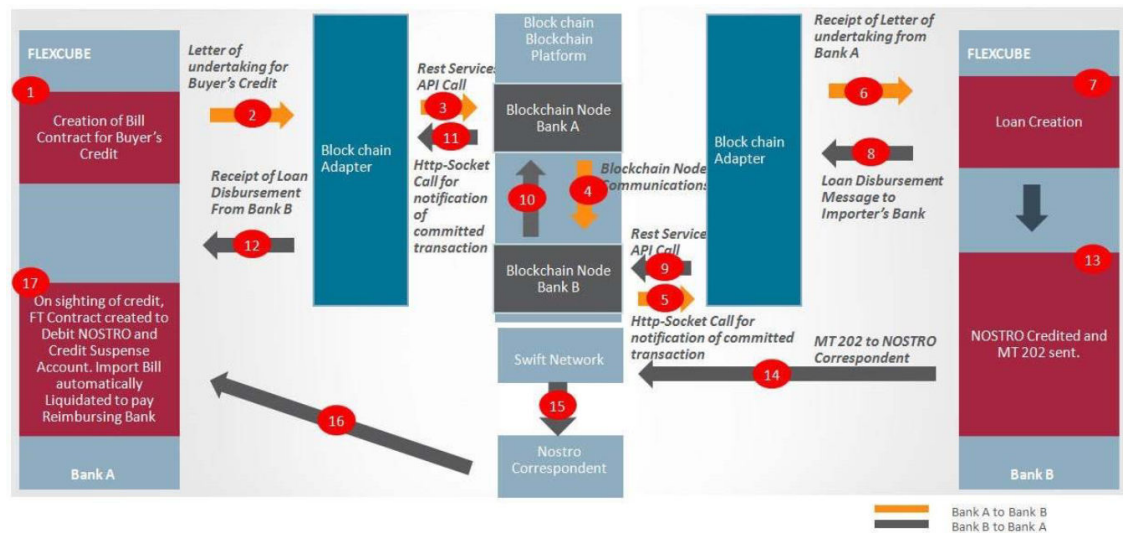 FLEXCUBE
1
Creation of Bill
Contract for Buyer's
Credit
17
On sighting of credit,
FT Contract created to
Debit NOSTRO and
Credit Suspense
Account. Import Bill
automatically
Liquidated to pay
Reimbursing Bank
Bank A
Letter of
undertaking for
Buyer's Credit
2
Receipt of Loan
Disbursement
From Bank B
12
16
Block chain
Adapter
Rest Services
API Call
3
11
Http-Socket
Call for
notification
of
committed
transaction
Block chain
Blockchain
Platform
Blockchain Node
Bank A
10
4
Blockchain Node
Communications
Blockchain Node
Bank B
Swift Network
15
Nostro
Correspondent
Rest Services
API Call
9
5
Http-Socket Call for
notification of committed
transaction
Block chain
Adapter
MT 202 to NOSTRO
Correspondent
14
Receipt of Letter of
undertaking from
Bank A
6
8
Loan Disbursement
Message to
Importer's Bank
FLEXCUBE
7
Loan Creation
13
NOSTRO Credited and
MT 202 sent.
Bank B
Bank A to Bank B
Bank B to Bank A